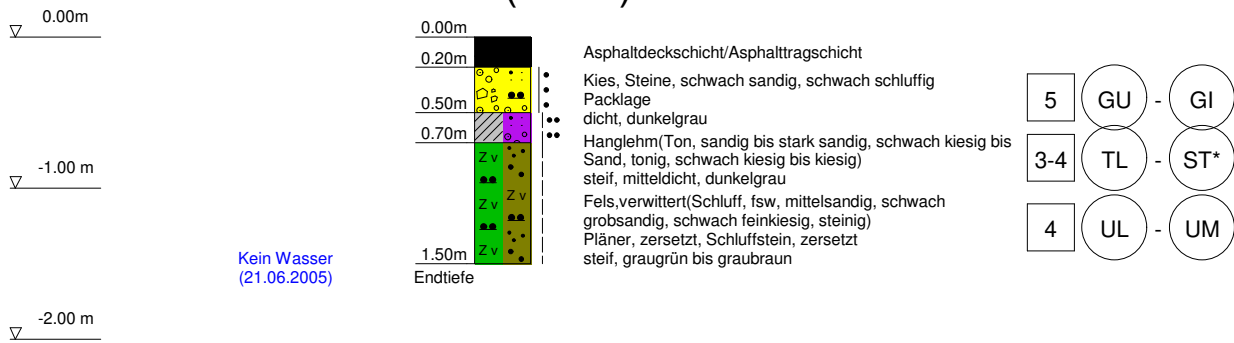 0.00m
0.00m
0.20m
Asphaltdeckschicht/Asphalttragschicht
Kies, Steine, schwach sandig, schwach schluffig
Packlage
dicht, dunkelgrau
0.50m
5 GU - GI
0.70m
Hanglehm(Ton, sandig bis stark sandig, schwach kiesig bis
Sand, tonig, schwach kiesig bis kiesig)
steif, mitteldicht, dunkelgrau
3-4 TL - ST*
-1.00 m
Z v
Z v
Z v
Z v
Fels,verwittert(Schluff, fsw, mittelsandig, schwach
grobsandig, schwach feinkiesig, steinig)
Pläner, zersetzt, Schluffstein, zersetzt
steif, graugrün bis graubraun
4 UL - UM
1.50m
Endtiefe
Kein Wasser
(21.06.2005)
-2.00 m